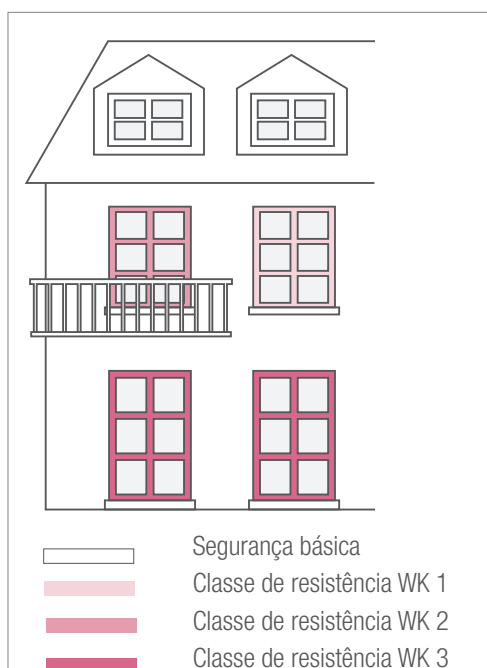 Segurança básica
Classe de resistência WK 1
Classe de resistência WK 2
Classe de resistência WK 3